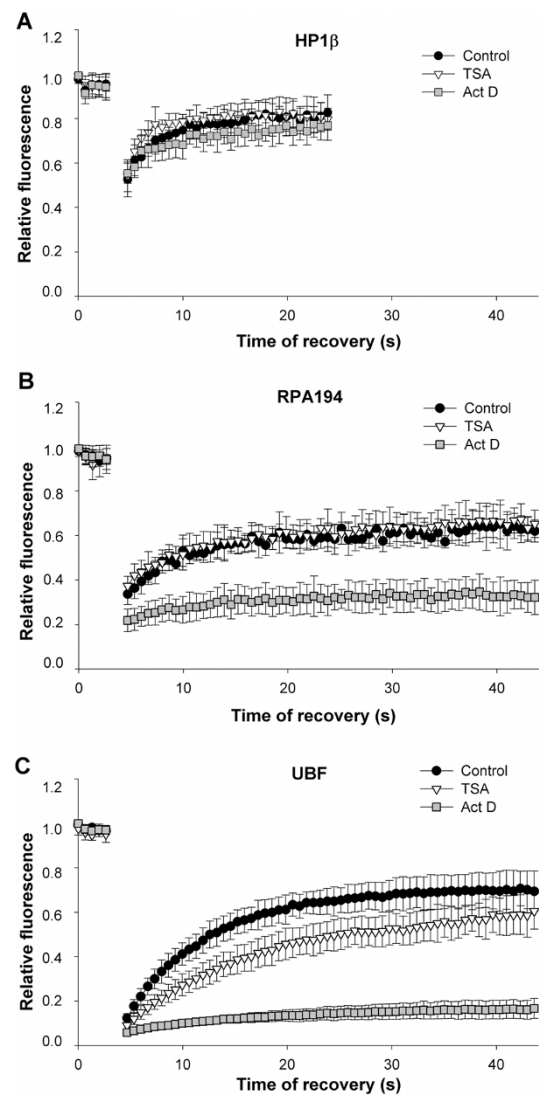 A
HP1β
Control
TSA
Act D
Relative fluorescence
1.2
1.0
0.8
0.6
0.4
0.2
0.0
0 10 20 30 40
Time of recovery (s)
B
RPA194
Control
TSA
Act D
Relative fluorescence
1.2
1.0
0.8
0.6
0.4
0.2
0.0
0 10 20 30 40
Time of recovery (s)
C
UBF
Control
TSA
Act D
Relative fluorescence
1.2
1.0
0.8
0.6
0.4
0.2
0.0
0 10 20 30 40
Time of recovery (s)